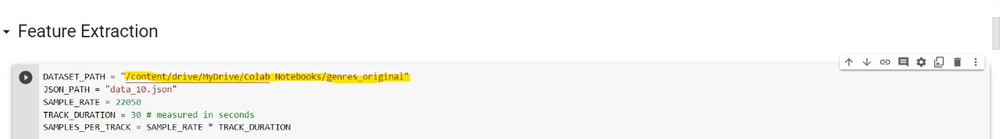 Feature Extraction
DATASET_PATH = "/content/drive/MyDrive/Colab Notebooks/genres_original"
JSON_PATH = "data_10.json"
SAMPLE_RATE = 22050
TRACK_DURATION = 30 # measured in seconds
SAMPLES_PER_TRACK = SAMPLE_RATE * TRACK_DURATION